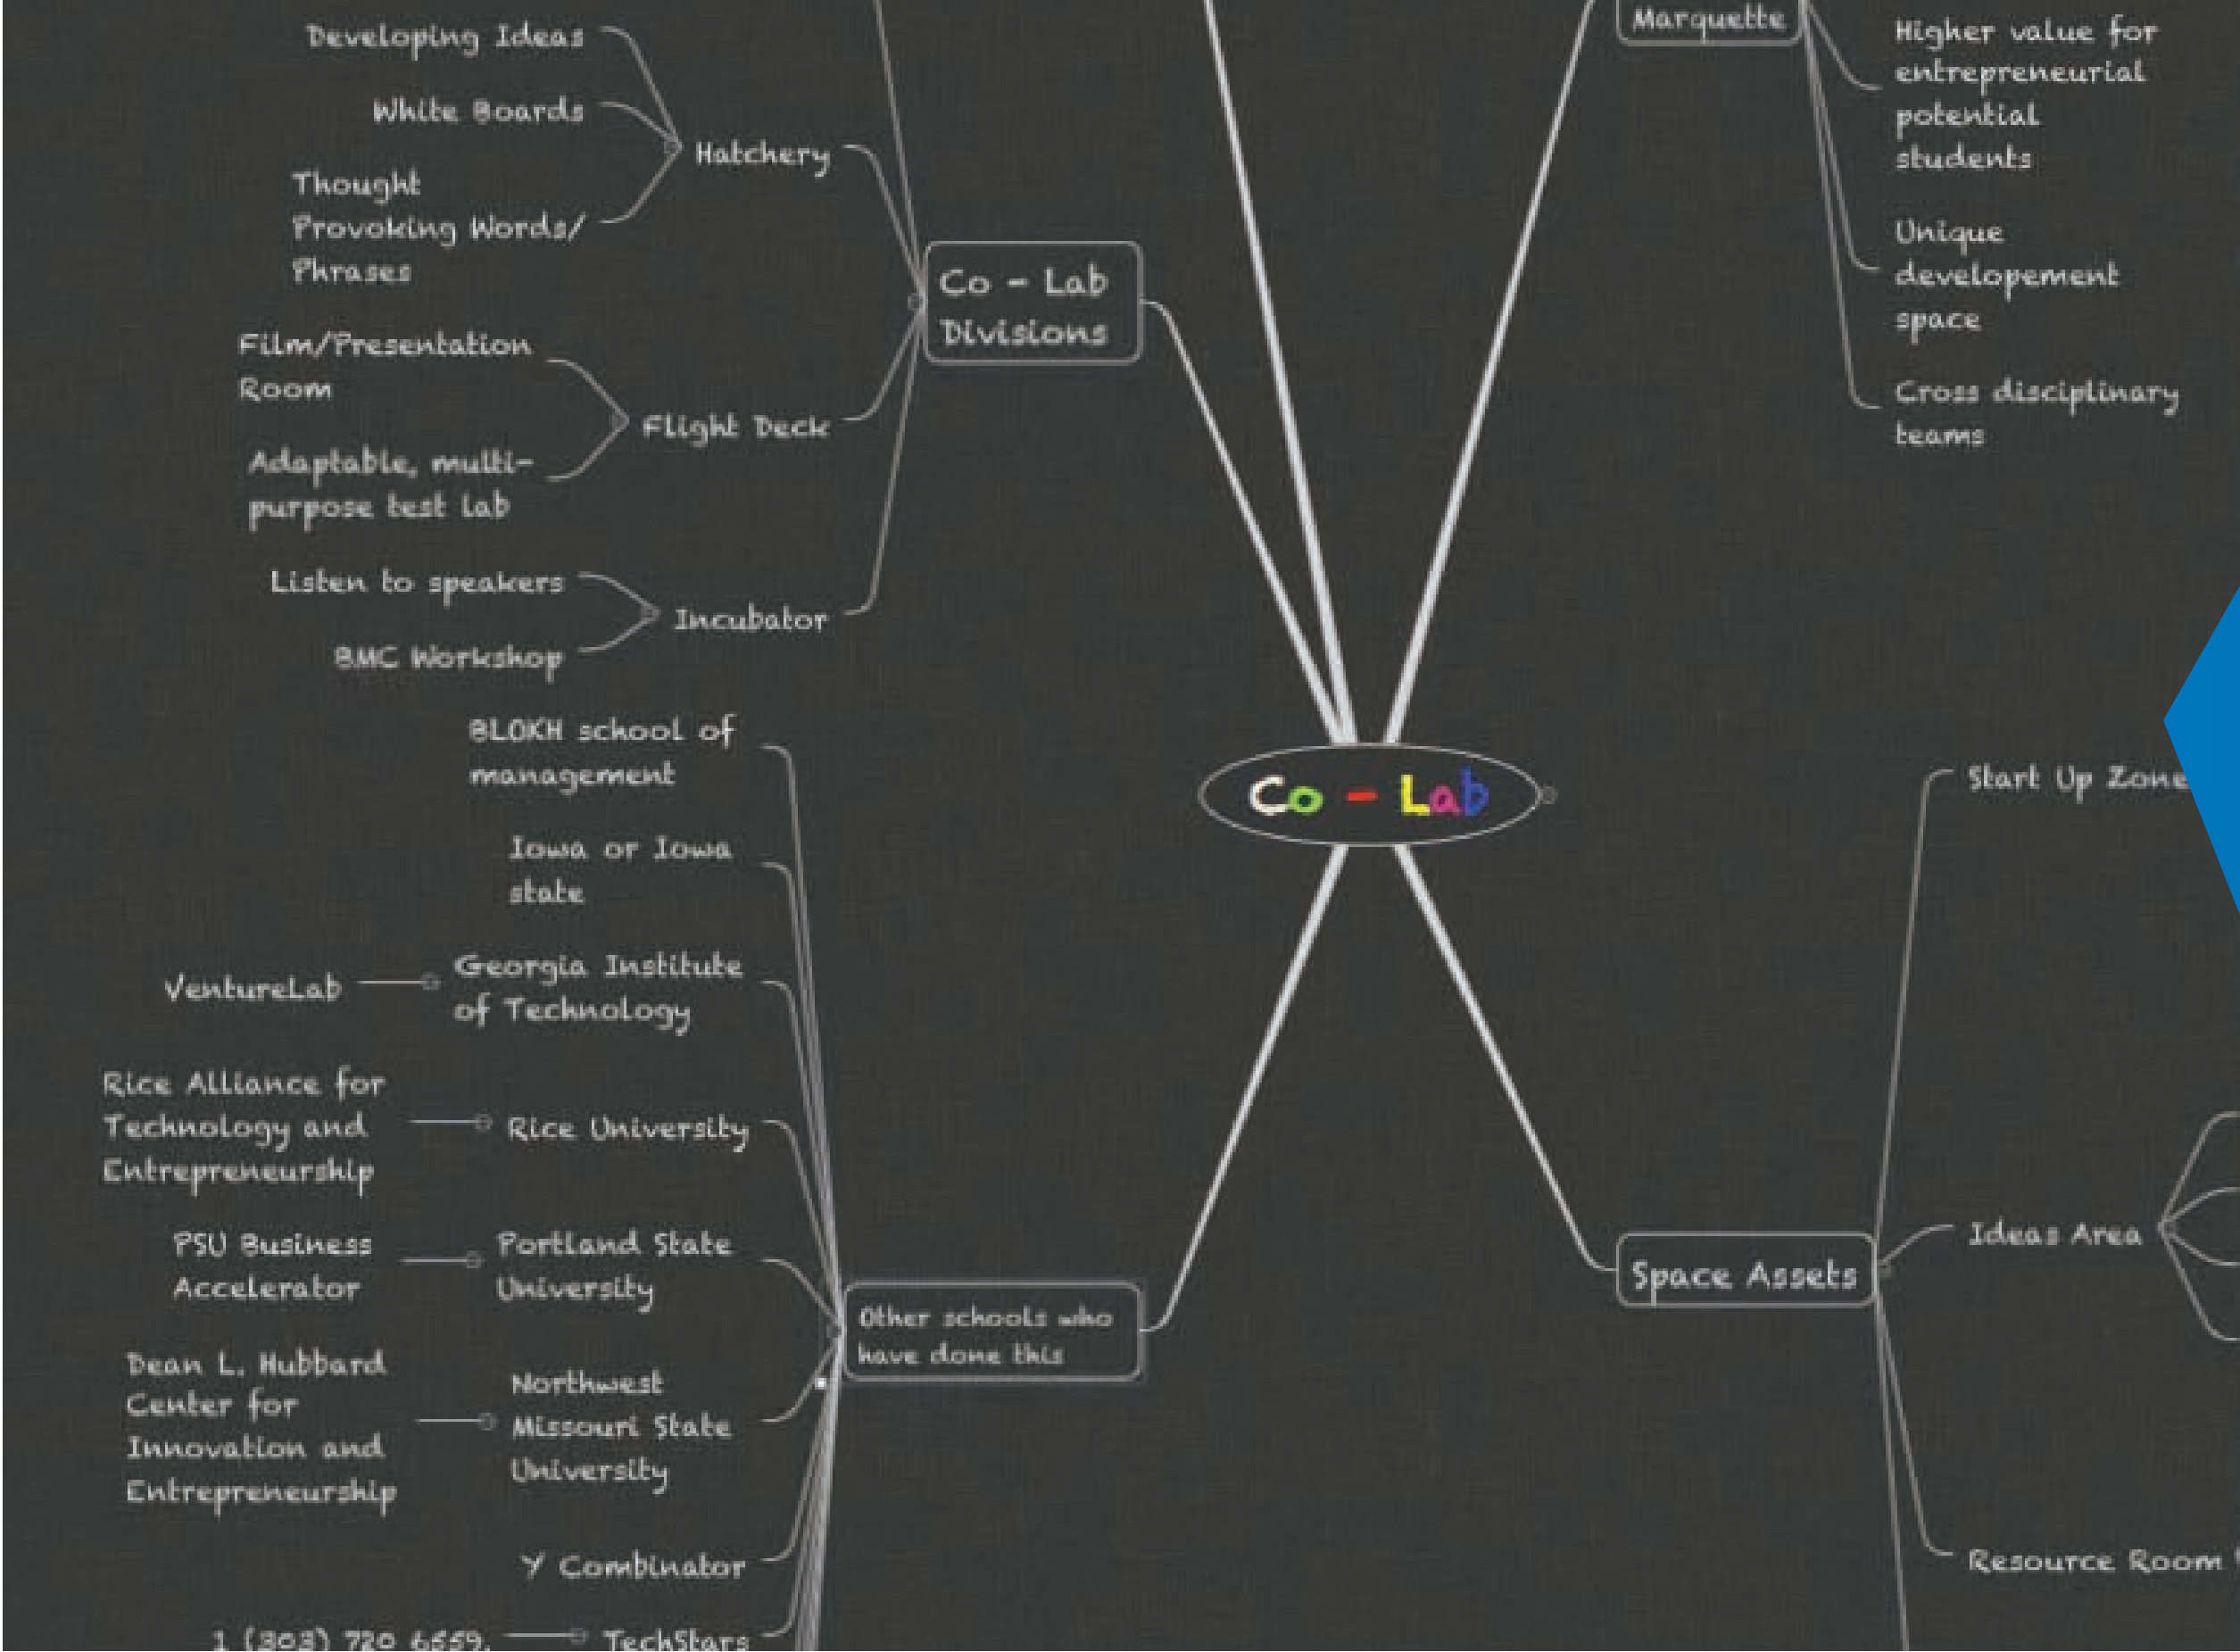 Developing Ideas
White Boards
Thought
Provoking Words/
Phrases
Hatchery
Film/Presentation
Room
Adaptable, multi-
purpose test lab
Flight Deck
Listen to speakers
BMC Workshop
Incubator
Co - Lab
Divisions
Marquette
Higher value for
entrepreneurial
potential
students
Unique
developement
space
Cross disciplinary
teams
Co - Lab
BLOKH school of
management
Iowa or Iowa
state
VentureLab
Georgia Institute
of Technology
Rice Alliance for
Technology and
Entrepreneurship
Rice University
PSU Business
Accelerator
Portland State
University
Dean L. Hubbard
Center for
Innovation and
Entrepreneurship
Northwest
Missouri State
University
Y Combinator
1 (303) 720 6559.
TechStars
Other schools who
have done this
Space Assets
Start Up Zone
Ideas Area
Resource Room